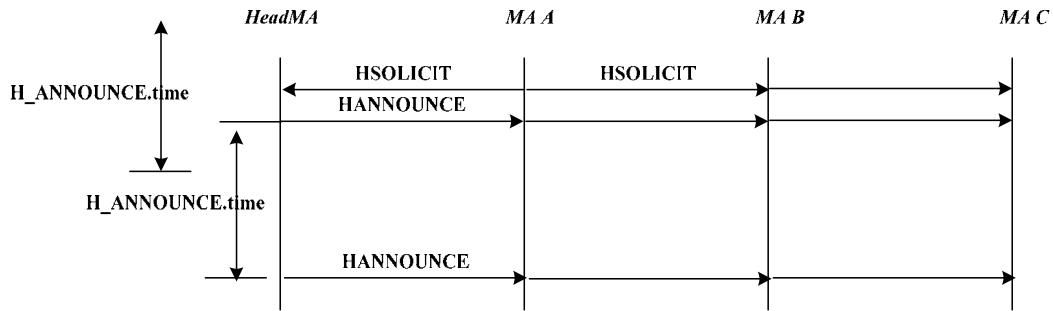 HeadMA MA A MA B MA C
HSOLICIT HSOLICIT
H_ANNOUNCE.time
HANNOUNCE
H_ANNOUNCE.time
HANNOUNCE